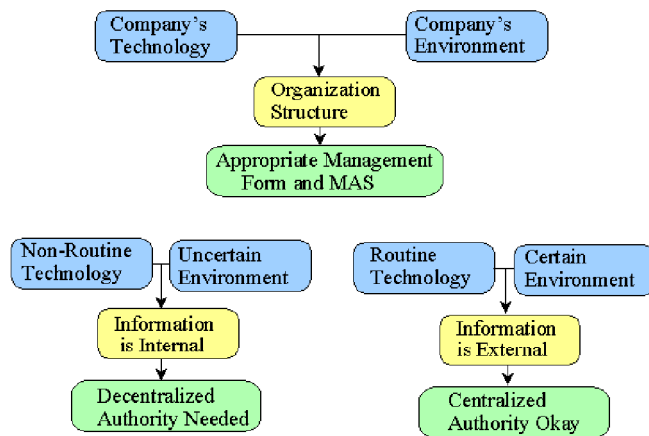 Company's
Technology
Company's
Environment
Organization
Structure
Appropriate Management
Form and MAS
Non-Routine
Technology
Uncertain
Environment
Information
is Internal
Decentralized
Authority Needed
Routine
Technology
Certain
Environment
Information
is External
Centralized
Authority Okay